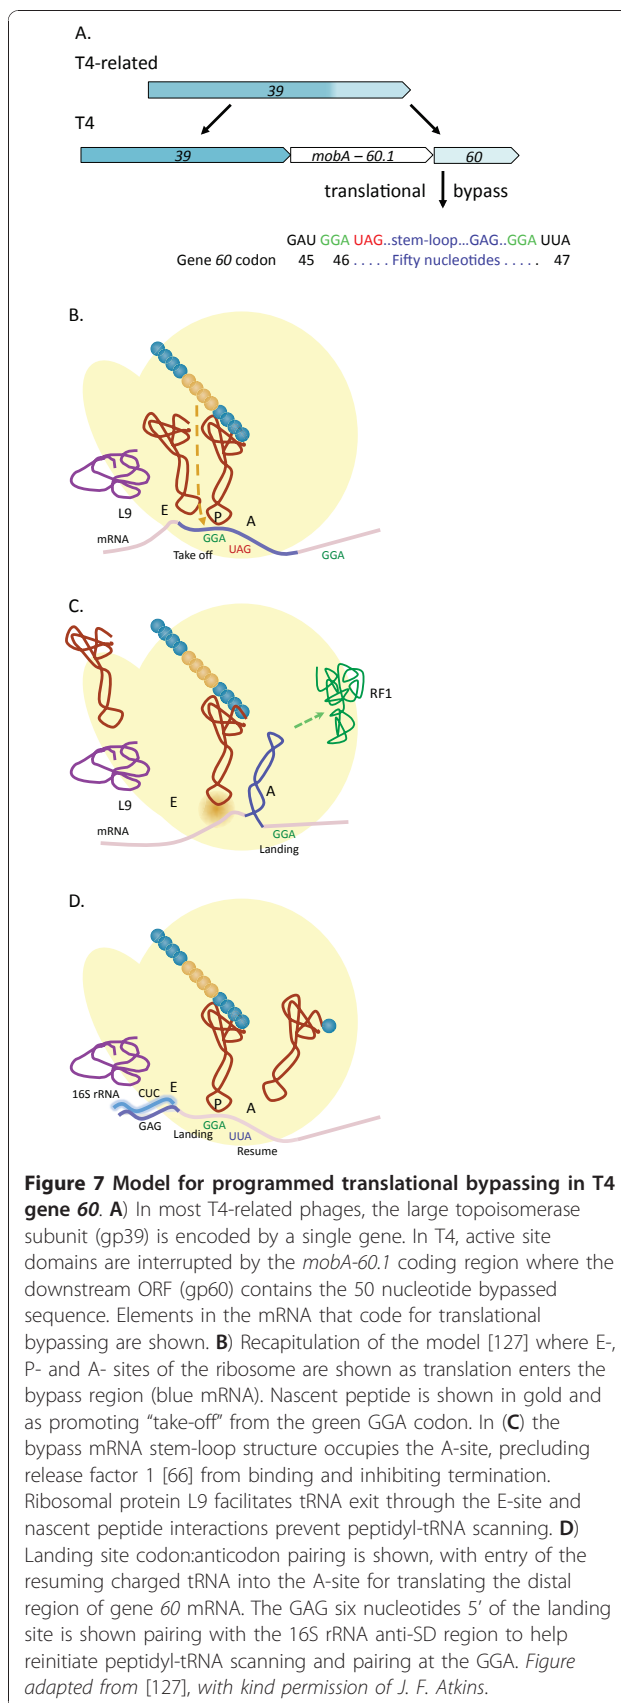 A.
T4-related
39
T4
39 mobA – 60.1 60
translational bypass
GAU GGA UAG..stem-loop...GAG..GGA UUA
Gene 60 codon 45 46 . . . . . Fifty nucleotides . . . . . 47
B.
L9 E P A
mRNA GGA
Take off UAG GGA
C.
RF1
L9 E A
mRNA GGA
Landing
D.
16S rRNA CUC E P A
GAG Landing GGA UUA
Resume
Figure 7 Model for programmed translational bypassing in T4
gene 60. A) In most T4-related phages, the large topoisomerase
subunit (gp39) is encoded by a single gene. In T4, active site
domains are interrupted by the mobA-60.1 coding region where the
downstream ORF (gp60) contains the 50 nucleotide bypassed
sequence. Elements in the mRNA that code for translational
bypassing are shown. B) Recapitulation of the model [127] where E-,
P- and A- sites of the ribosome are shown as translation enters the
bypass region (blue mRNA). Nascent peptide is shown in gold and
as promoting “take-off” from the green GGA codon. In (C) the
bypass mRNA stem-loop structure occupies the A-site, precluding
release factor 1 [66] from binding and inhibiting termination.
Ribosomal protein L9 facilitates tRNA exit through the E-site and
nascent peptide interactions prevent peptidyl-tRNA scanning. D)
Landing site codon:anticodon pairing is shown, with entry of the
resuming charged tRNA into the A-site for translating the distal
region of gene 60 mRNA. The GAG six nucleotides 5’ of the landing
site is shown pairing with the 16S rRNA anti-SD region to help
reinitiate peptidyl-tRNA scanning and pairing at the GGA. Figure
adapted from [127], with kind permission of J. F. Atkins.